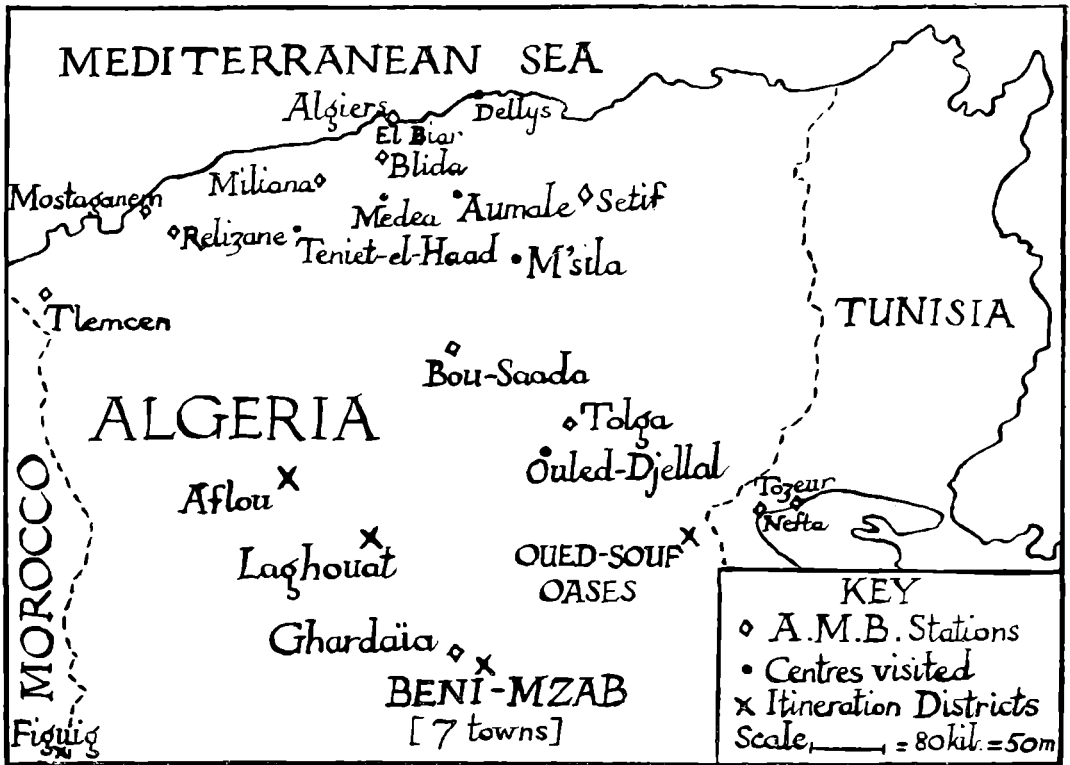 MEDITERRANEAN SEA
Algiers
Dellys
El Biar
Blida
Miliana
Mostaganem
Medea
Aumale
Setif
Relizane
Teniet-el-Haad
M'sila
Tlemcen
TUNISIA
Bou-Saada
ALGERIA
Tolga
Ouled-Djellal
Aflou
Tozeur
Nefta
MOROCCO
Laghouat
OUED-SOUF
OASES
Ghardaïa
BENI-MZAB
[7 towns]
Figuig
KEY
A.M.B. Stations
Centres visited
Itineration Districts
Scale = 80kil. = 50m